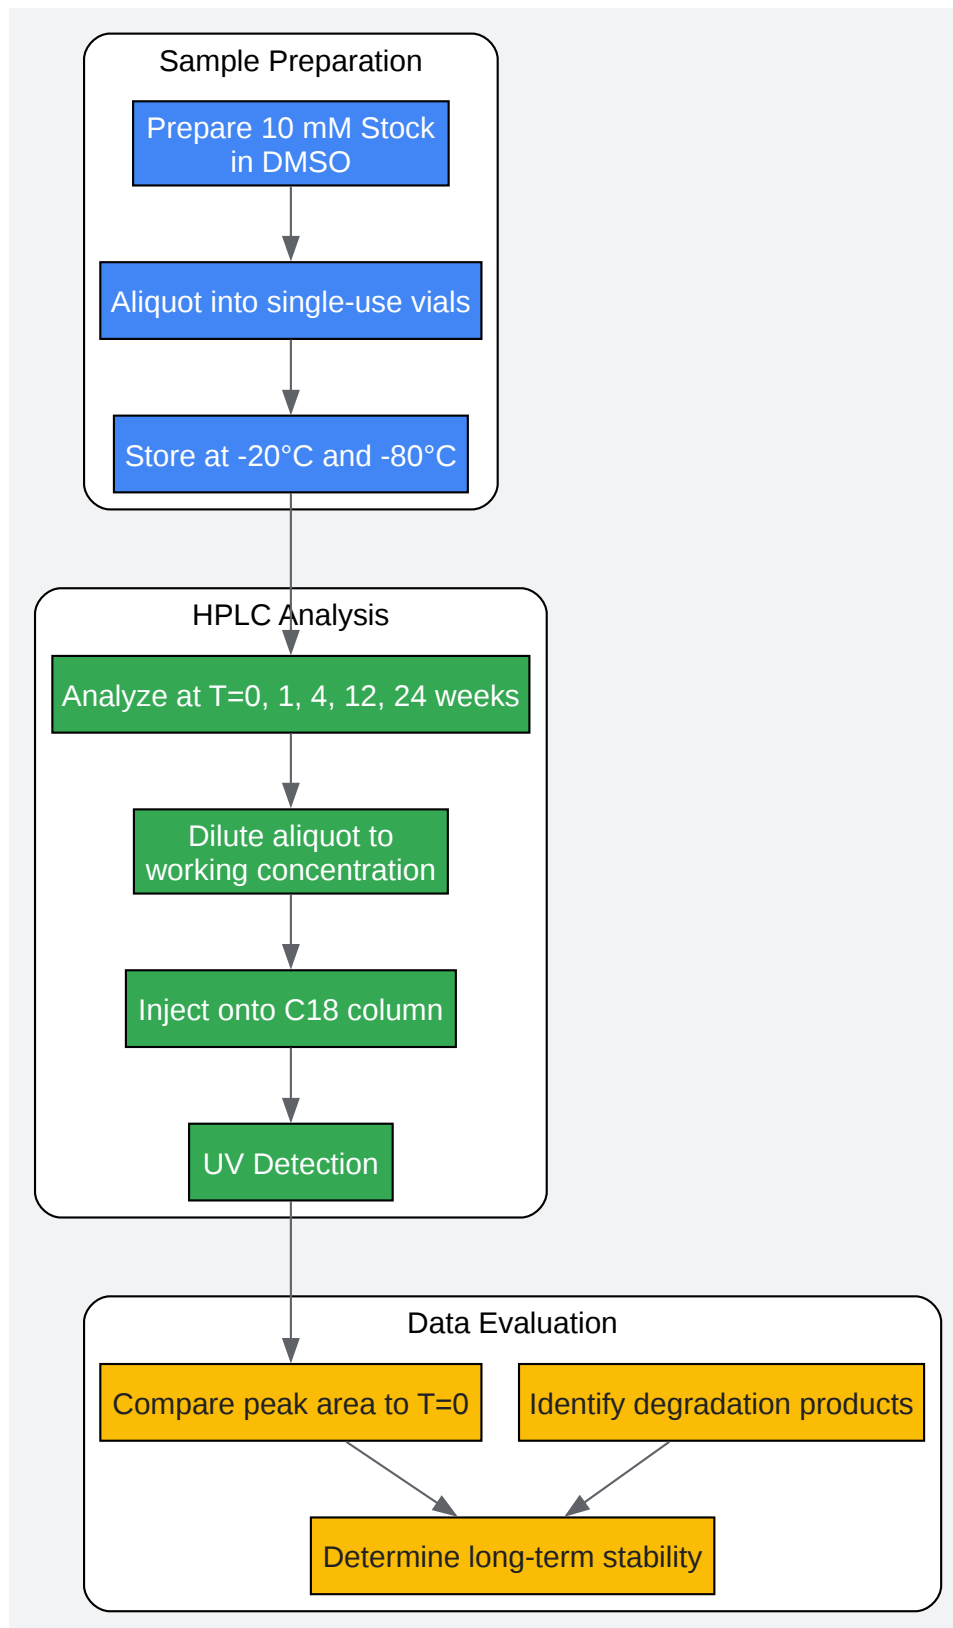 Sample Preparation
Prepare 10 mM Stock
in DMSO
Aliquot into single-use vials
Store at -20°C and -80°C
HPLC Analysis
Analyze at T=0, 1, 4, 12, 24 weeks
Dilute aliquot to
working concentration
Inject onto C18 column
UV Detection
Data Evaluation
Compare peak area to T=0
Identify degradation products
Determine long-term stability